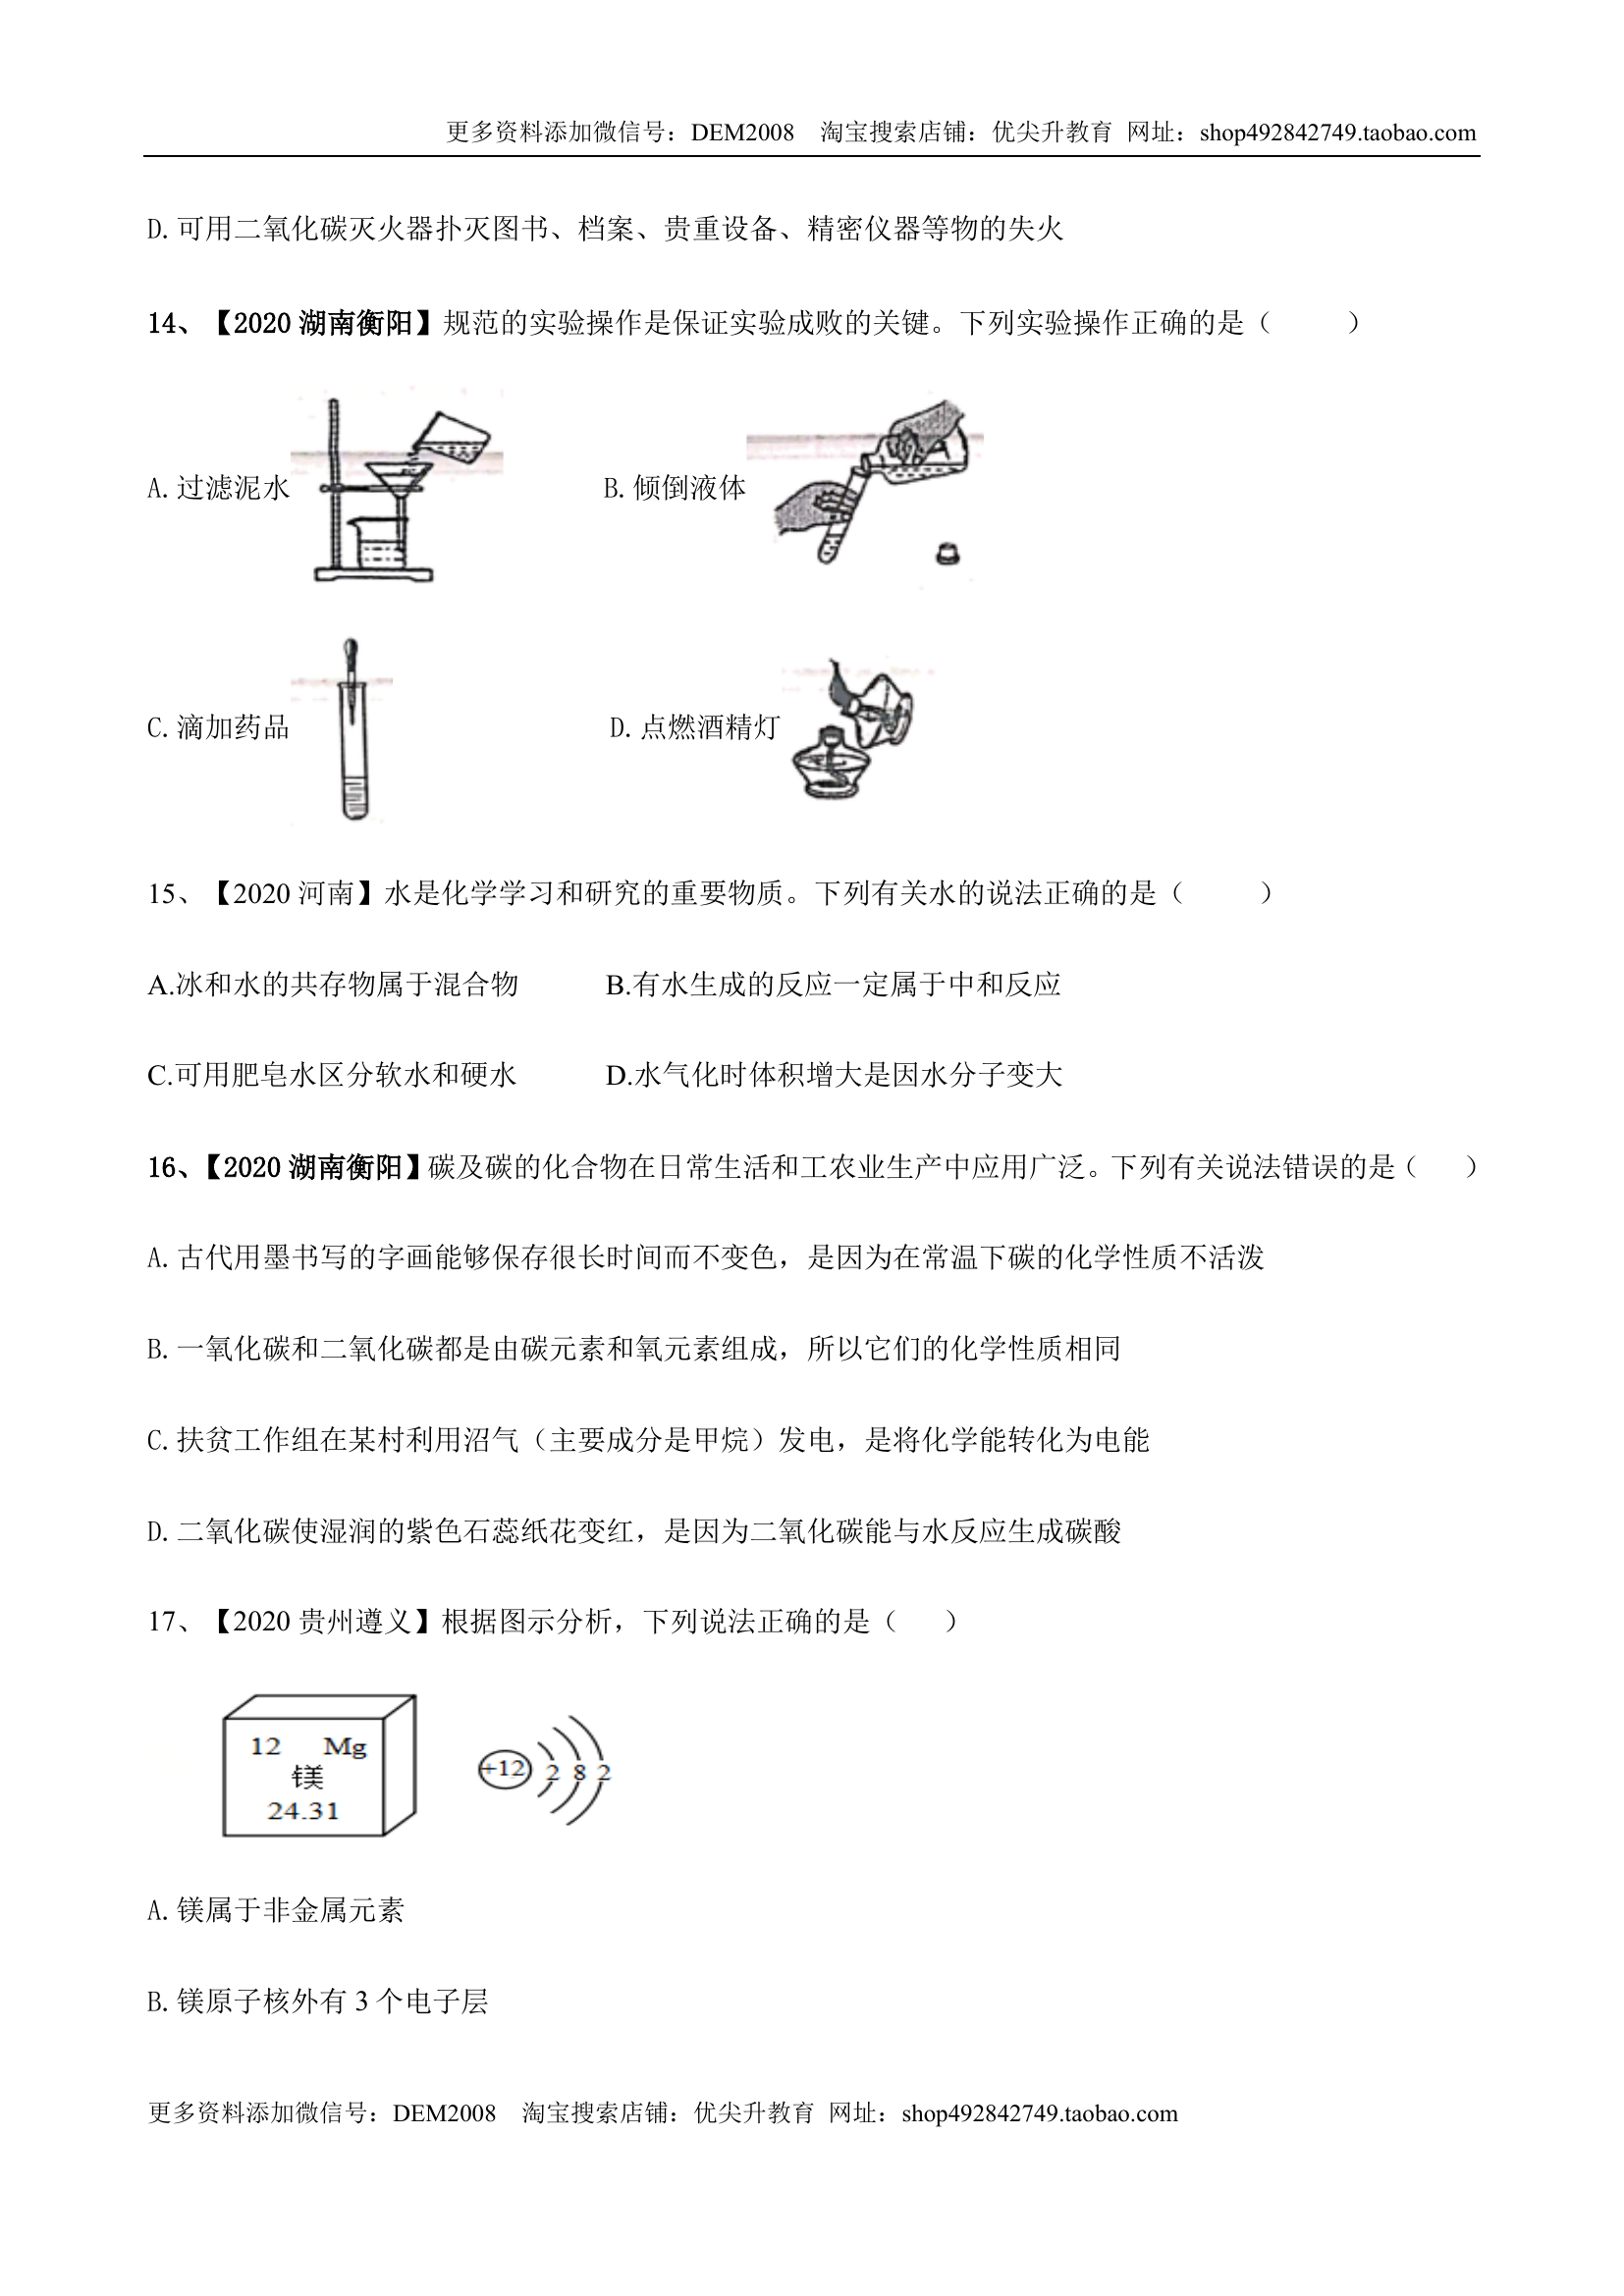 更多资料添加微信号：DEM2008 淘宝搜索店铺：优尖升教育 网址：shop492842749.taobao.com
D.可用二氧化碳灭火器扑灭图书、档案、贵重设备、精密仪器等物的失火
14、【2020 湖南衡阳】规范的实验操作是保证实验成败的关键。下列实验操作正确的是（ ）
A.过滤泥水 B.倾倒液体
C.滴加药品 D.点燃酒精灯
15、【2020 河南】水是化学学习和研究的重要物质。下列有关水的说法正确的是（ ）
A.冰和水的共存物属于混合物 B.有水生成的反应一定属于中和反应
C.可用肥皂水区分软水和硬水 D.水气化时体积增大是因水分子变大
16、【2020 湖南衡阳】碳及碳的化合物在日常生活和工农业生产中应用广泛。下列有关说法错误的是（ ）
A.古代用墨书写的字画能够保存很长时间而不变色，是因为在常温下碳的化学性质不活泼
B.一氧化碳和二氧化碳都是由碳元素和氧元素组成，所以它们的化学性质相同
C.扶贫工作组在某村利用沼气（主要成分是甲烷）发电，是将化学能转化为电能
D.二氧化碳使湿润的紫色石蕊纸花变红，是因为二氧化碳能与水反应生成碳酸
17、【2020 贵州遵义】根据图示分析，下列说法正确的是（ ）
12 Mg
镁
24.31
+12 2 8 2
A.镁属于非金属元素
B.镁原子核外有 3 个电子层
更多资料添加微信号：DEM2008 淘宝搜索店铺：优尖升教育 网址：shop492842749.taobao.com